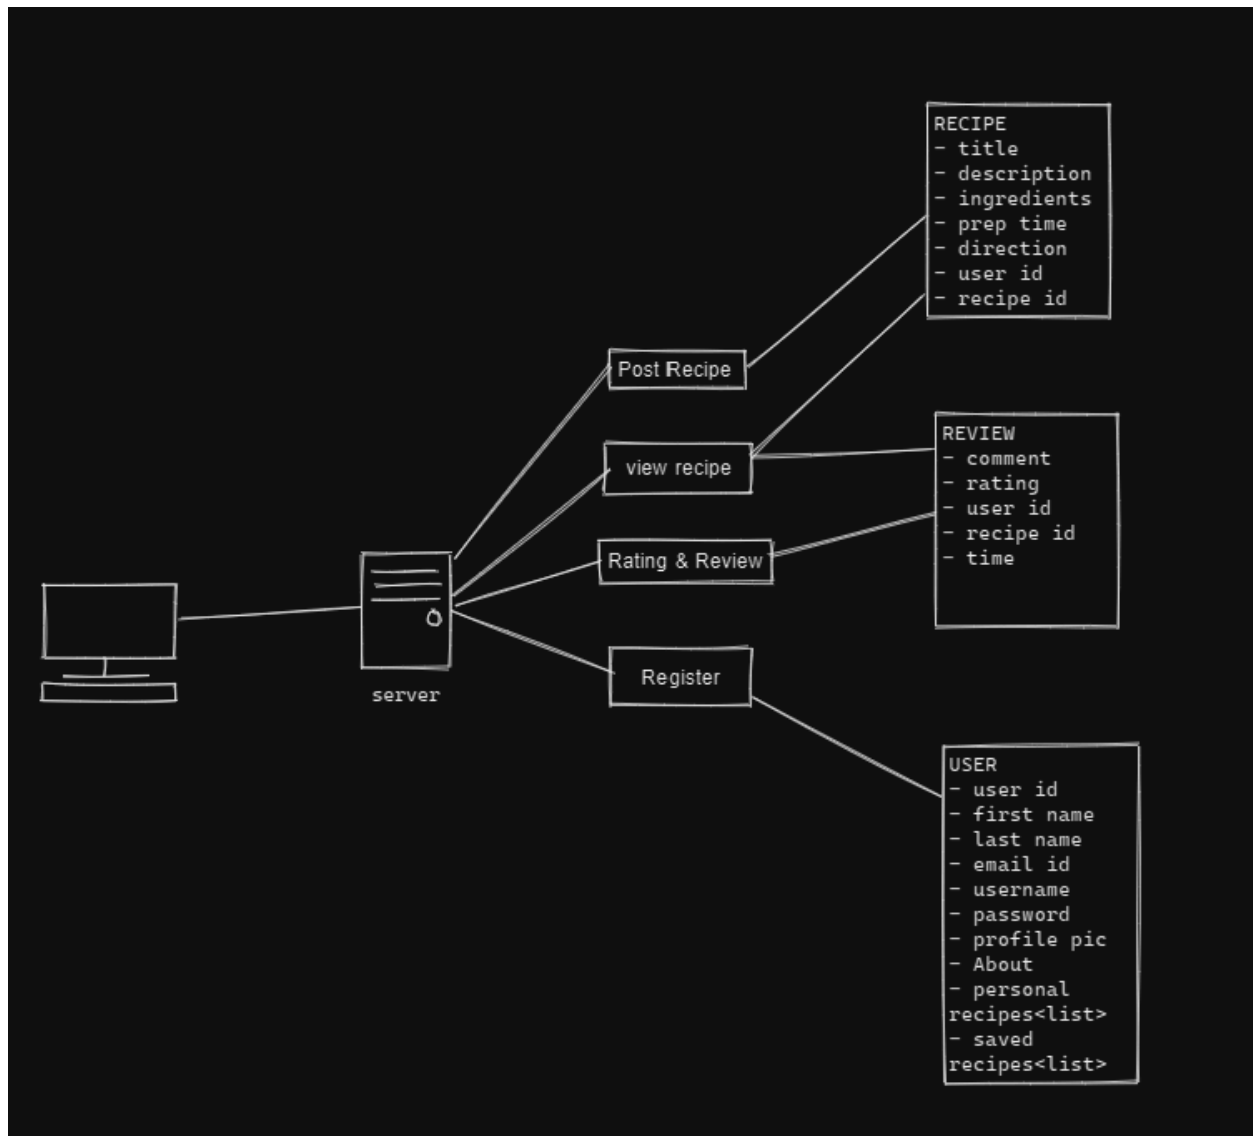 RECIPE
- title
- description
- ingredients
- prep time
- direction
- user id
- recipe id
Post Recipe
view recipe
REVIEW
- comment
- rating
- user id
- recipe id
- time
Rating & Review
server
Register
USER
- user id
- first name
- last name
- email id
- username
- password
- profile pic
- About
- personal
recipes<list>
- saved
recipes<list>